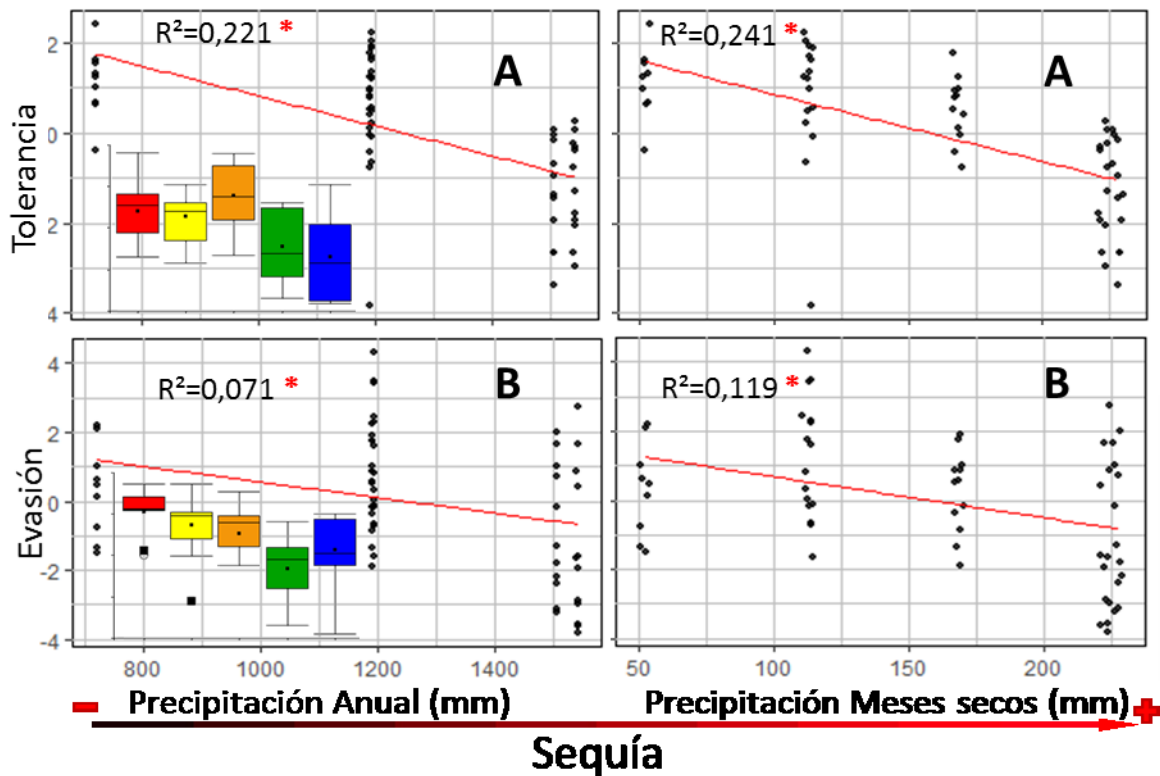 R²=0,221 *
A
R²=0,241 *
A
Tolerancia
2
0
2
4
R²=0,071 *
B
R²=0,119 *
B
Evasión
4
2
0
-2
-4
800 1000 1200 1400
50 100 150 200
Precipitación Anual (mm)
Precipitación Meses secos (mm)
- +
Sequía